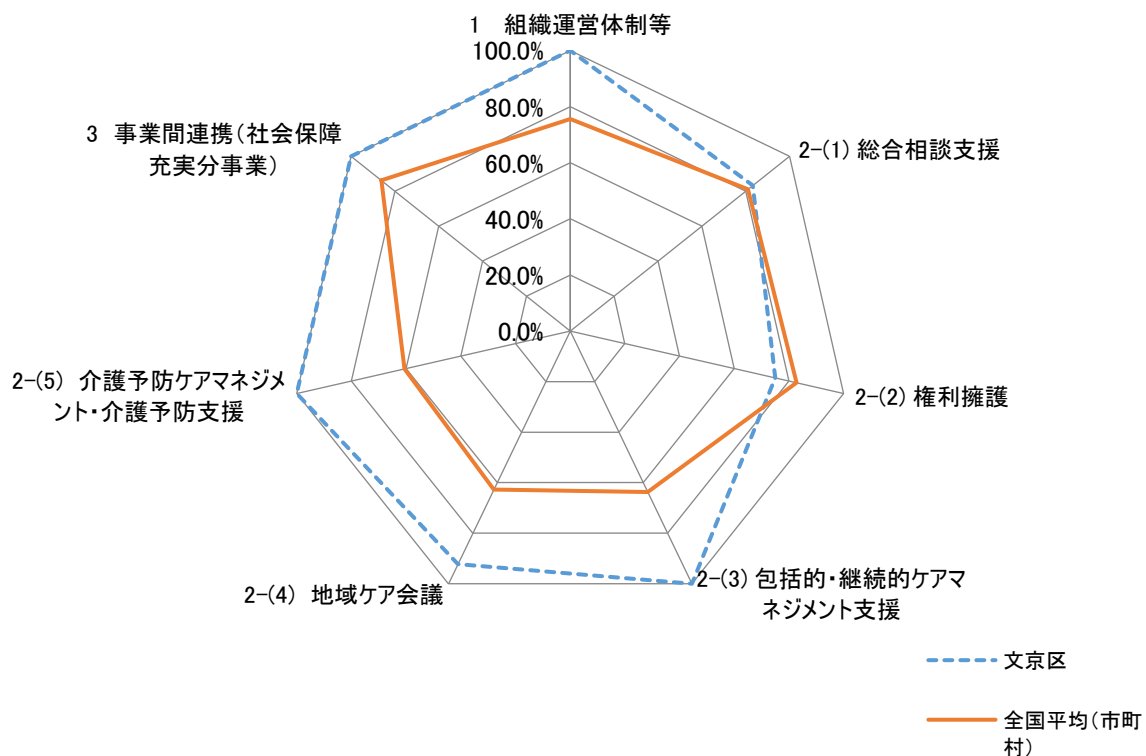 1 組織運営体制等
100.0%
80.0%
60.0%
40.0%
20.0%
0.0%
2-(1) 総合相談支援
2-(2) 権利擁護
2-(3) 包括的・継続的ケアマ
ネジメント支援
2-(4) 地域ケア会議
2-(5) 介護予防ケアマネジメ
ント・介護予防支援
3 事業間連携（社会保障
充実分事業）
文京区
全国平均（市町
村）